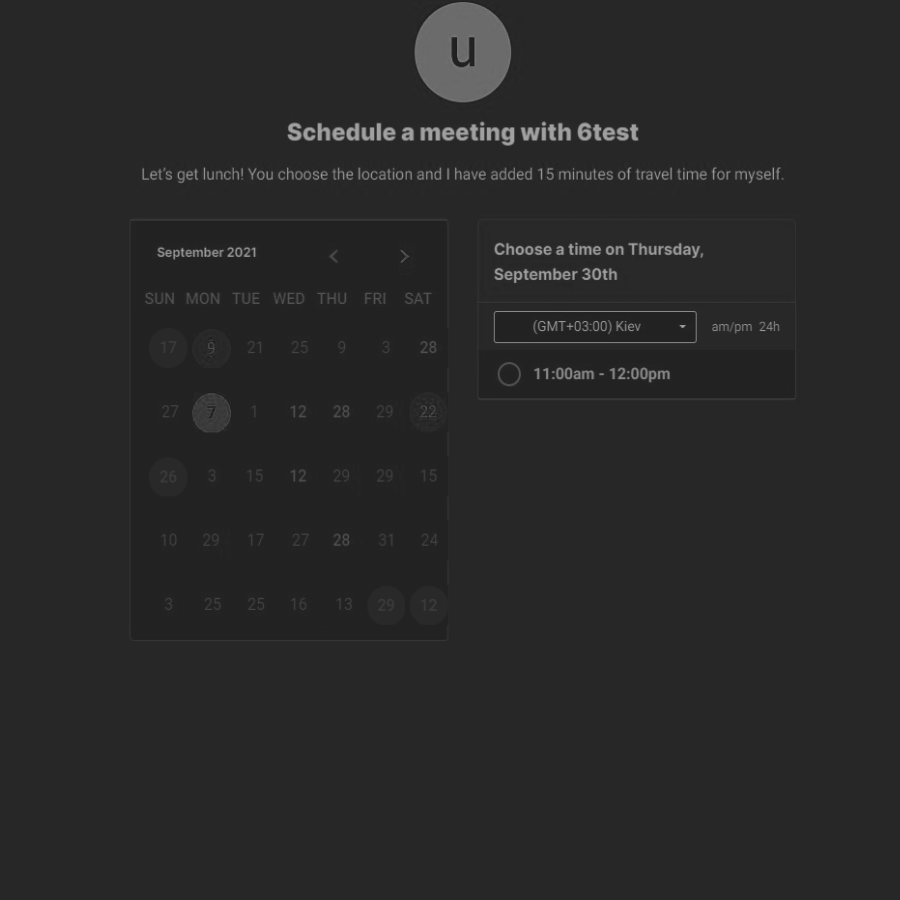 u
Schedule a meeting with 6test
Let's get lunch! You choose the location and I have added 15 minutes of travel time for myself.
September 2021
SUN MON TUE WED THU FRI SAT
17 9 21 25 9 3 28
27 7 1 12 28 29 22
26 3 15 12 29 29 15
10 29 17 27 28 31 24
3 25 25 16 13 29 12
Choose a time on Thursday,
September 30th
(GMT+03:00) Kiev am/pm 24h
11:00am - 12:00pm